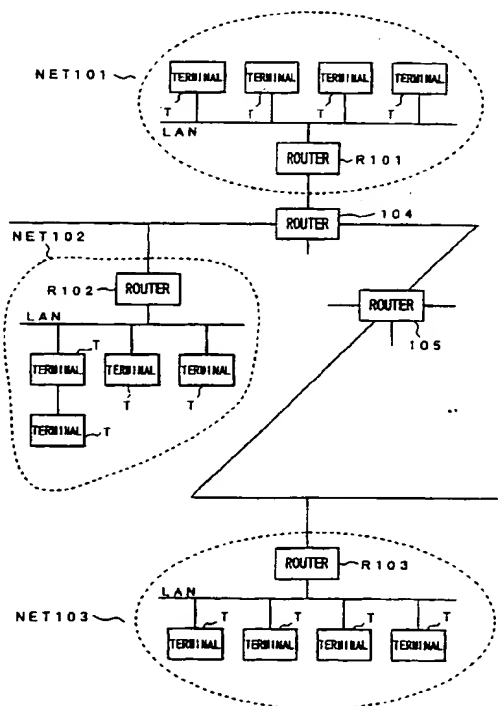 NET101
TERMINAL TERMINAL TERMINAL TERMINAL
T T T T
LAN
ROUTER R101
ROUTER 104
NET102
R102 ROUTER
ROUTER
105
LAN
TERMINAL T TERMINAL TERMINAL
T T
TERMINAL T
ROUTER R103
LAN
NET103
T T T T
TERMINAL TERMINAL TERMINAL TERMINAL